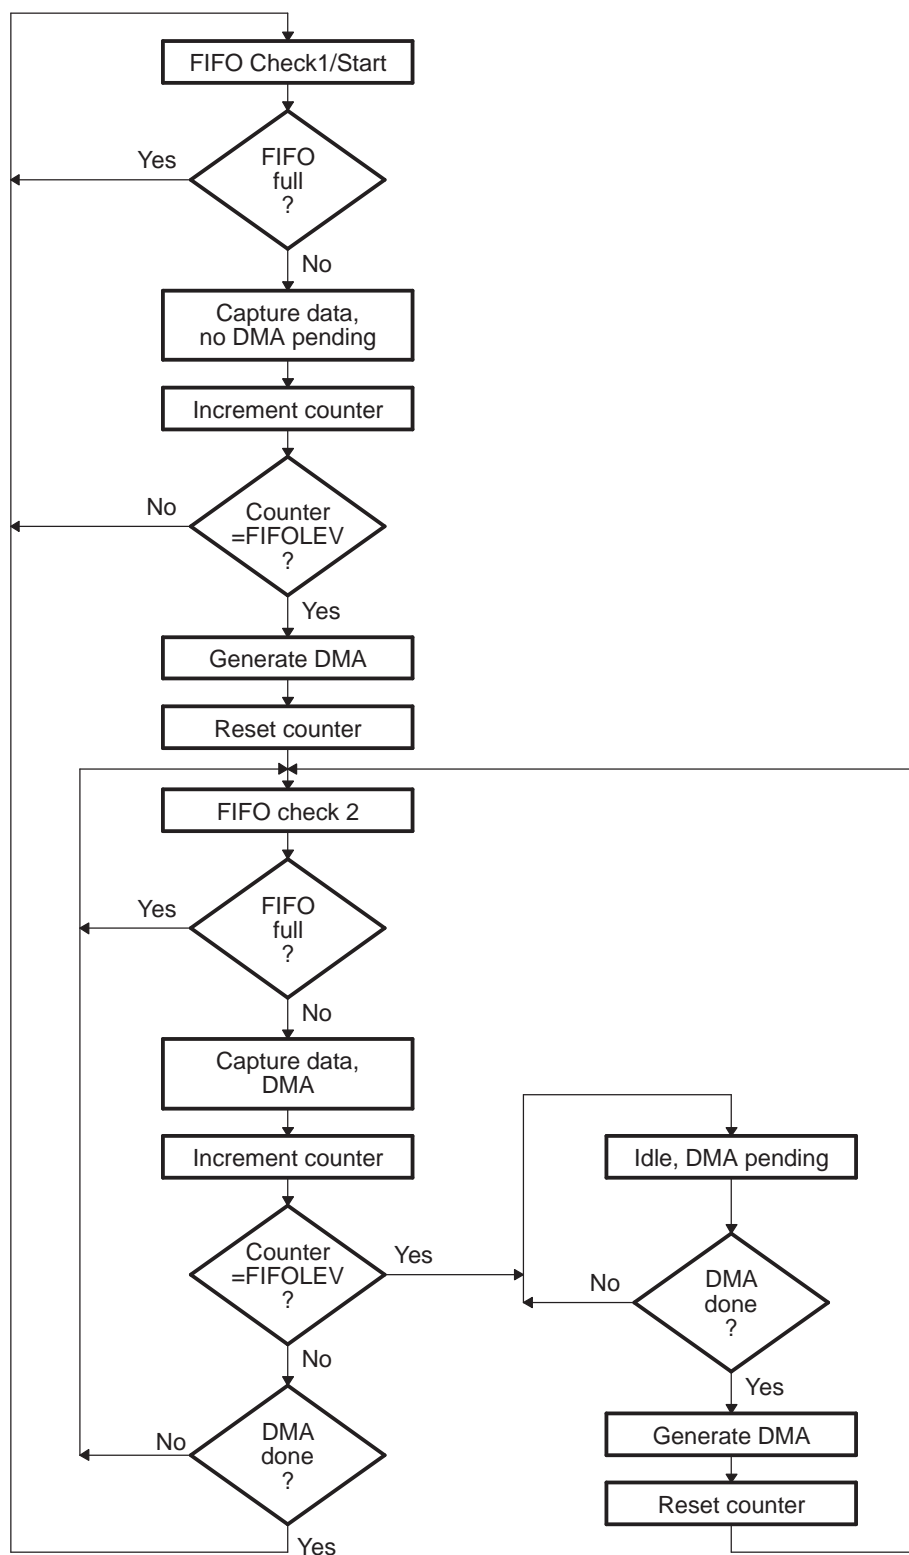 FIFO Check1/Start
Yes
FIFO
full
?
No
Capture data,
no DMA pending
Increment counter
No
Counter
=FIFOLEV
?
Yes
Generate DMA
Reset counter
FIFO check 2
Yes
FIFO
full
?
No
Capture data,
DMA
Increment counter
Counter
=FIFOLEV
?
Yes
No
DMA
done
?
No
Yes
Idle, DMA pending
DMA
done
?
No
Yes
Generate DMA
Reset counter